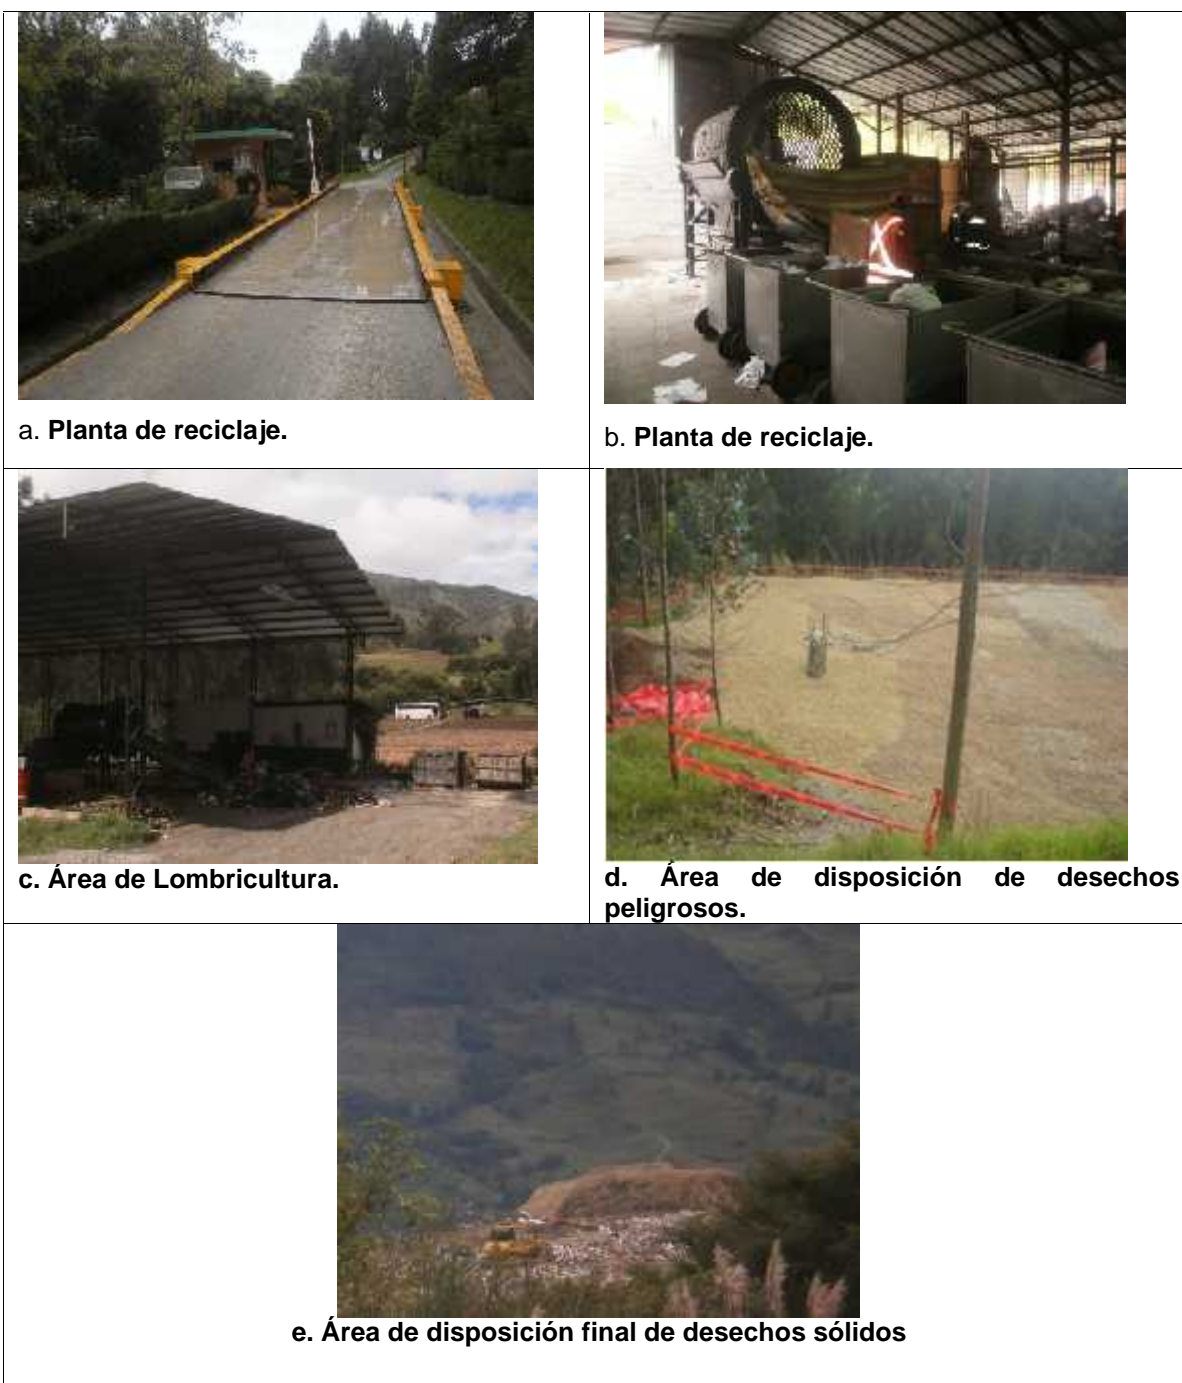 a. Planta de reciclaje.
b. Planta de reciclaje.
c. Área de Lombricultura.
d. Área de disposición de desechos
peligrosos.
e. Área de disposición final de desechos sólidos